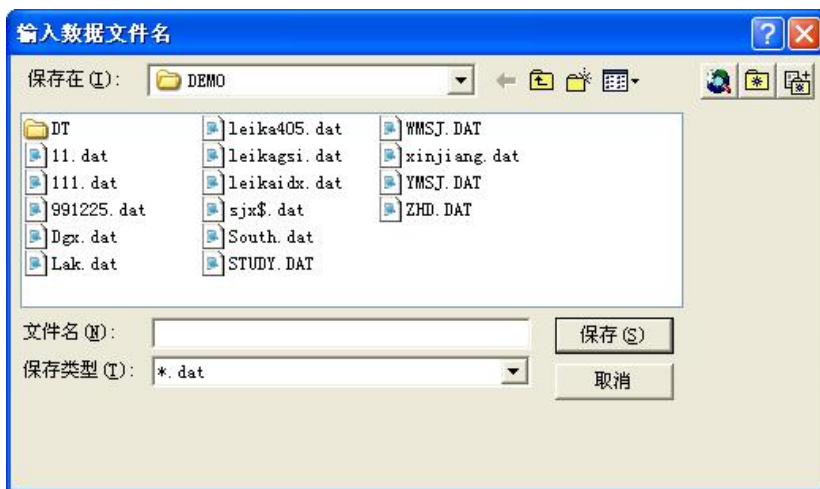 输入数据文件名
保存在(I): DEMO
DT
11.dat
111.dat
991225.dat
Dgx.dat
Lak.dat
leika405.dat
leikagsi.dat
leikaidx.dat
sjx$.dat
South.dat
STUDY.DAT
WMSJ.DAT
xinjiang.dat
YMSJ.DAT
ZHD.DAT
文件名(N):
保存(S)
保存类型(T): *.dat
取消